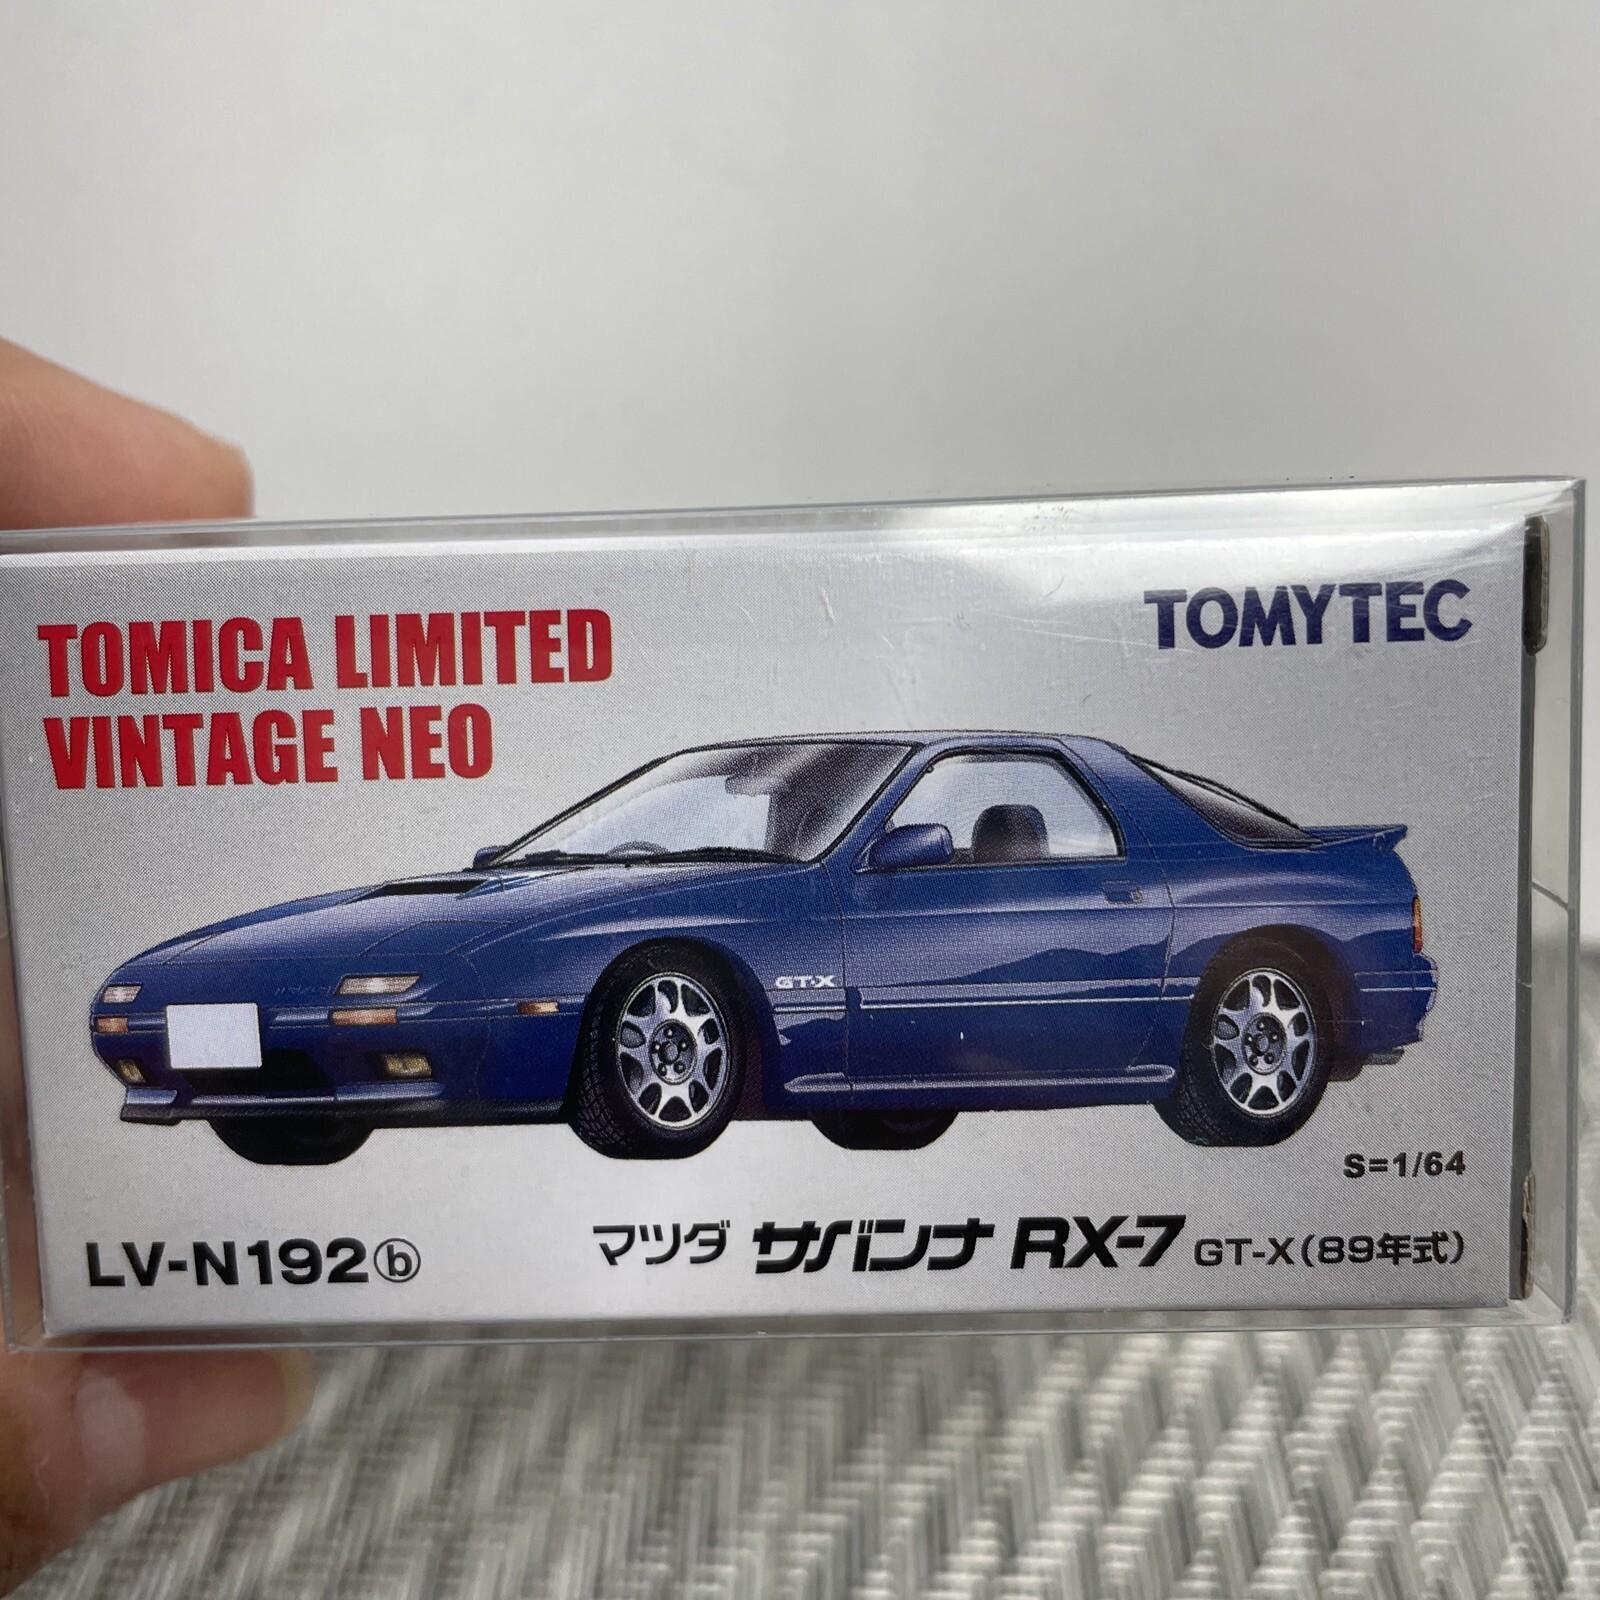 TOMICA LIMITED
VINTAGE NEO
TOMYTEC
GT-X
S=1/64
LV-N192ⓑ
マツダ サバンナ RX-7 GT-X(89年式)